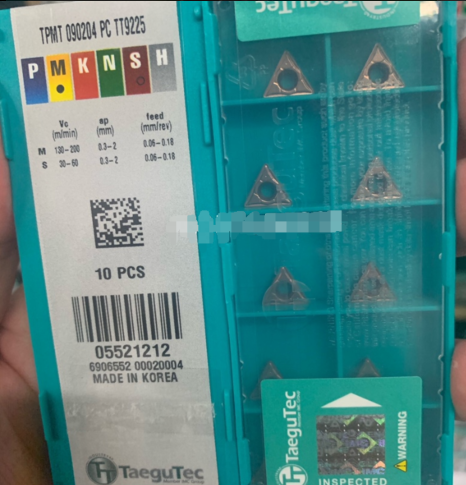 TPMT 090204 PC TT9225
P M K N S H
Vc ap feed
(m/min) (mm) (mm/rev)
M 130-200 0.3-2 0.06-0.18
S 30-60 0.3-2 0.06-0.18
10 PCS
05521212
6906552 00020004
MADE IN KOREA
TaeguTec
TaeguTec
TaeguTec
WARNING
INSPECTED